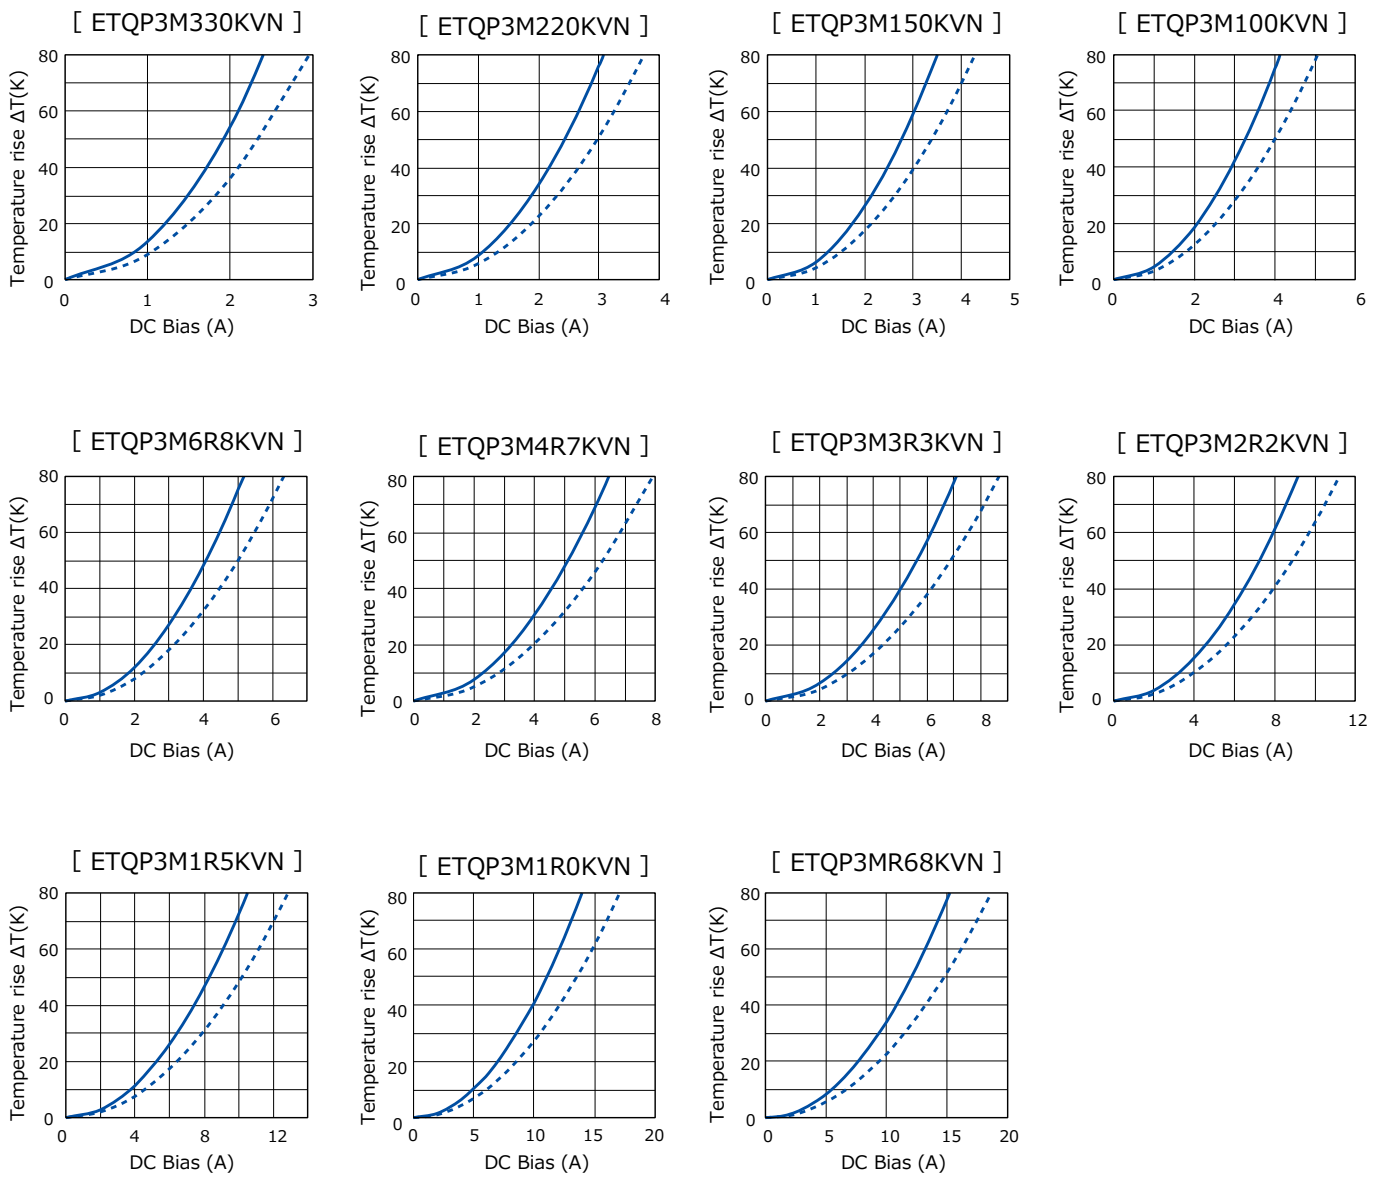 [ ETQP3M330KVN ]
Temperature rise ΔT(K)
80
60
40
20
0
0 1 2 3
DC Bias (A)
[ ETQP3M220KVN ]
Temperature rise ΔT(K)
80
60
40
20
0
0 1 2 3 4
DC Bias (A)
[ ETQP3M150KVN ]
Temperature rise ΔT(K)
80
60
40
20
0
0 1 2 3 4 5
DC Bias (A)
[ ETQP3M100KVN ]
Temperature rise ΔT(K)
80
60
40
20
0
0 2 4 6
DC Bias (A)
[ ETQP3M6R8KVN ]
Temperature rise ΔT(K)
80
60
40
20
0
0 2 4 6
DC Bias (A)
[ ETQP3M4R7KVN ]
Temperature rise ΔT(K)
80
60
40
20
0
0 2 4 6 8
DC Bias (A)
[ ETQP3M3R3KVN ]
Temperature rise ΔT(K)
80
60
40
20
0
0 2 4 6 8
DC Bias (A)
[ ETQP3M2R2KVN ]
Temperature rise ΔT(K)
80
60
40
20
0
0 4 8 12
DC Bias (A)
[ ETQP3M1R5KVN ]
Temperature rise ΔT(K)
80
60
40
20
0
0 4 8 12
DC Bias (A)
[ ETQP3M1R0KVN ]
Temperature rise ΔT(K)
80
60
40
20
0
0 5 10 15 20
DC Bias (A)
[ ETQP3MR68KVN ]
Temperature rise ΔT(K)
80
60
40
20
0
0 5 10 15 20
DC Bias (A)